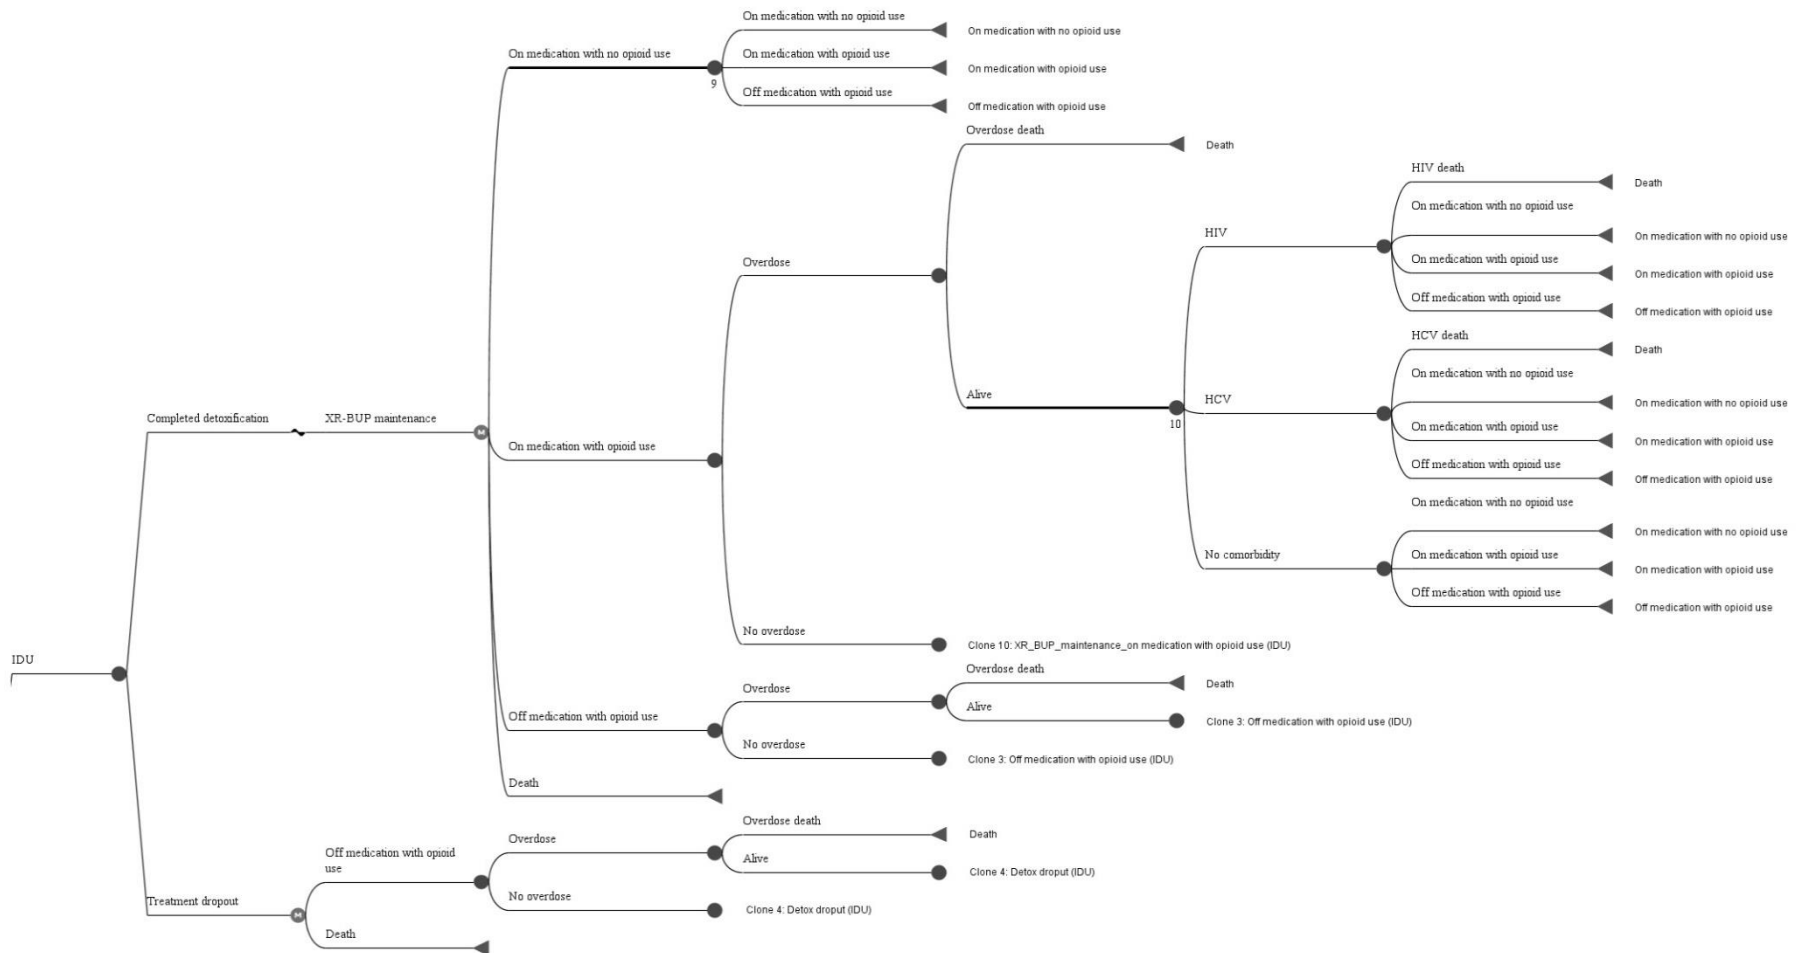 On medication with no opioid use
On medication with no opioid use
On medication with no opioid use
On medication with opioid use
On medication with opioid use
9
Off medication with opioid use
Off medication with opioid use
Overdose death
Death
HIV death
Death
On medication with no opioid use
HIV
On medication with no opioid use
On medication with opioid use
On medication with opioid use
Overdose
Off medication with opioid use
Off medication with opioid use
HCV death
Death
On medication with no opioid use
Alive
HCV
On medication with no opioid use
10
Completed detoxification
XR-BUP maintenance
M
On medication with opioid use
On medication with opioid use
On medication with opioid use
Off medication with opioid use
Off medication with opioid use
On medication with no opioid use
On medication with no opioid use
No comorbidity
On medication with opioid use
On medication with opioid use
Off medication with opioid use
Off medication with opioid use
No overdose
Clone 10: XR_BUP_maintenance_on medication with opioid use (IDU)
IDU
Overdose death
Death
Overdose
Alive
Clone 3: Off medication with opioid use (IDU)
Off medication with opioid use
No overdose
Clone 3: Off medication with opioid use (IDU)
Death
Overdose death
Death
Overdose
Off medication with opioid
use
Alive
Clone 4: Detox droput (IDU)
No overdose
Clone 4: Detox droput (IDU)
Treatment dropout
M
Death